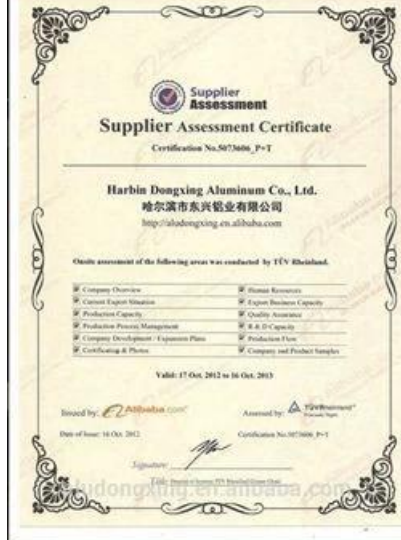 Supplier
Assessment
Supplier Assessment Certificate
Certification No.5073606_P+T
Harbin Dongxing Aluminum Co., Ltd.
哈尔滨市东兴铝业有限公司
http://aludongxing.en.alibaba.com
Onsite assessment of the following areas was conducted by TÜV Rheinland.
Company Overview Human Resources
Current Export Situation Export Business Capacity
Production Capacity Quality Assurance
Production Process Management R & D Capacity
Company Development / Expansion Plans Production Flow
Certificating & Photos Company and Product Samples
Valid: 17 Oct. 2012 to 16 Oct. 2013
Issued by: Alibaba.com Assessed by: TÜVRheinland
Date of Issue: 16 Oct. 2012 Certification No.5073606_P+T
Signature:
Title:
aludongxing.en.alibaba.com